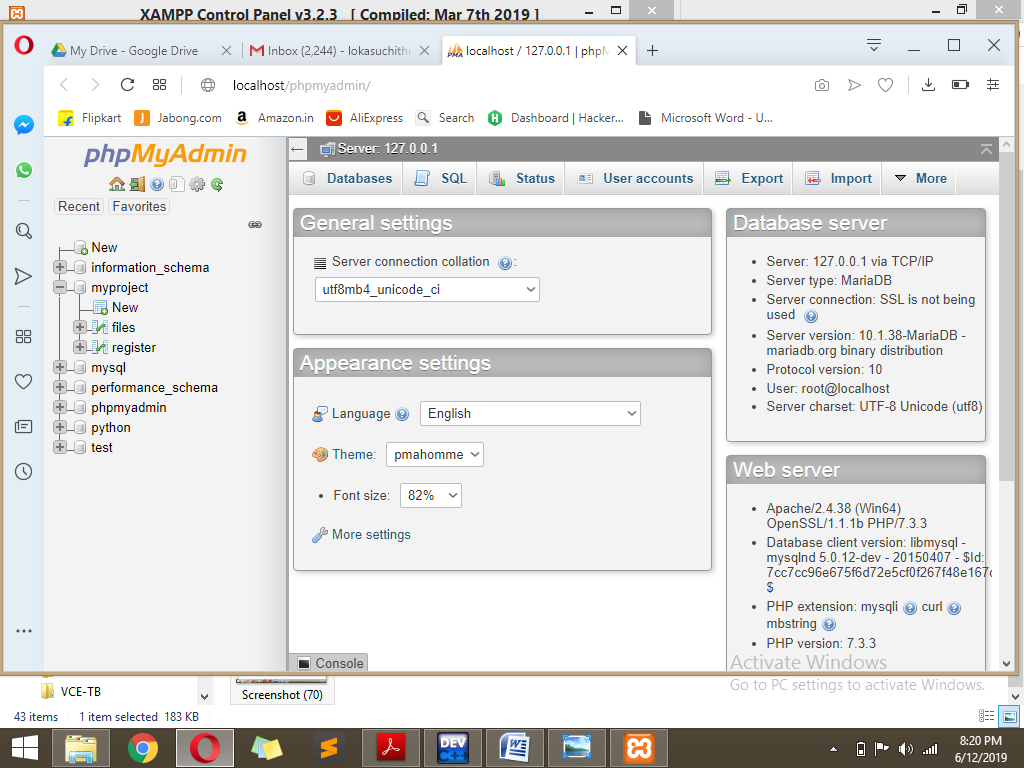 XAMPP Control Panel v3.2.3 [ Compiled: Mar 7th 2019 ]
My Drive - Google Drive
Inbox (2,244) - lokasuchith
localhost / 127.0.0.1 | phpM
localhost/phpmyadmin/
Flipkart
Jabong.com
Amazon.in
AliExpress
Search
Dashboard | Hacker...
Microsoft Word - U...
phpMyAdmin
Recent Favorites
New
information_schema
myproject
New
files
register
mysql
performance_schema
phpmyadmin
python
test
Server: 127.0.0.1
Databases
SQL
Status
User accounts
Export
Import
More
General settings
Server connection collation :
utf8mb4_unicode_ci
Appearance settings
Language English
Theme: pmahomme
• Font size: 82%
More settings
Console
Database server
• Server: 127.0.0.1 via TCP/IP
• Server type: MariaDB
• Server connection: SSL is not being
used
• Server version: 10.1.38-MariaDB -
mariadb.org binary distribution
• Protocol version: 10
• User: root@localhost
• Server charset: UTF-8 Unicode (utf8)
Web server
• Apache/2.4.38 (Win64)
OpenSSL/1.1.1b PHP/7.3.3
• Database client version: libmysql -
mysqlnd 5.0.12-dev - 20150407 - $Id:
7cc7cc96e675f6d72e5cf0f267f48e167c
$
• PHP extension: mysqli curl
mbstring
• PHP version: 7.3.3
Activate Windows
Go to PC settings to activate Windows.
VCE-TB
Screenshot (70)
43 items 1 item selected 183 KB
DEV
C++
8:20 PM
6/12/2019